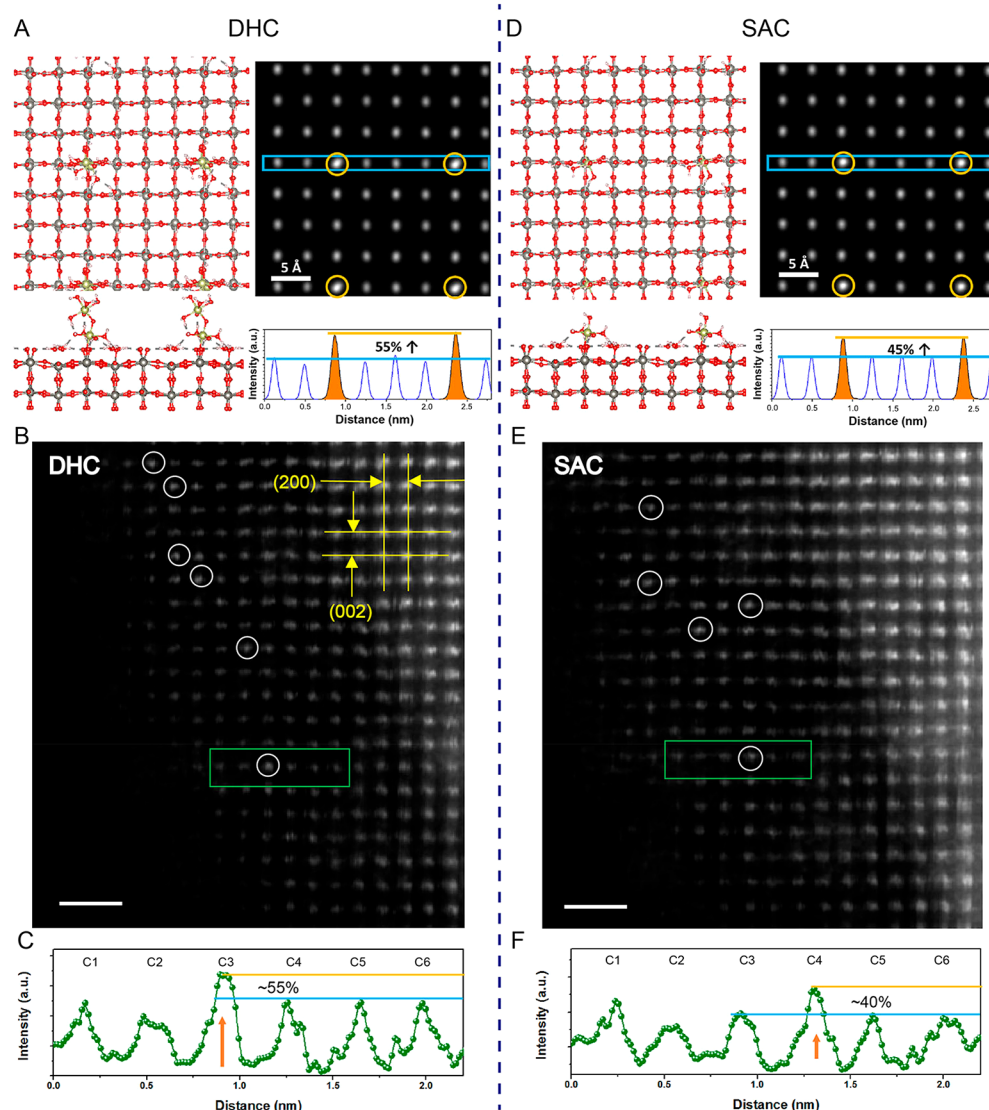 A
DHC
5 Å
Intensity (a.u.)
55% ↑
0.0 0.5 1.0 1.5 2.0 2.5
Distance (nm)
B
DHC
(200)
(002)
C
C1 C2 C3 C4 C5 C6
~55%
Intensity (a.u.)
0.0 0.5 1.0 1.5 2.0
Distance (nm)
D
SAC
5 Å
Intensity (a.u.)
45% ↑
0.0 0.5 1.0 1.5 2.0 2.5
Distance (nm)
E
SAC
F
C1 C2 C3 C4 C5 C6
~40%
Intensity (a.u.)
0.0 0.5 1.0 1.5 2.0
Distance (nm)